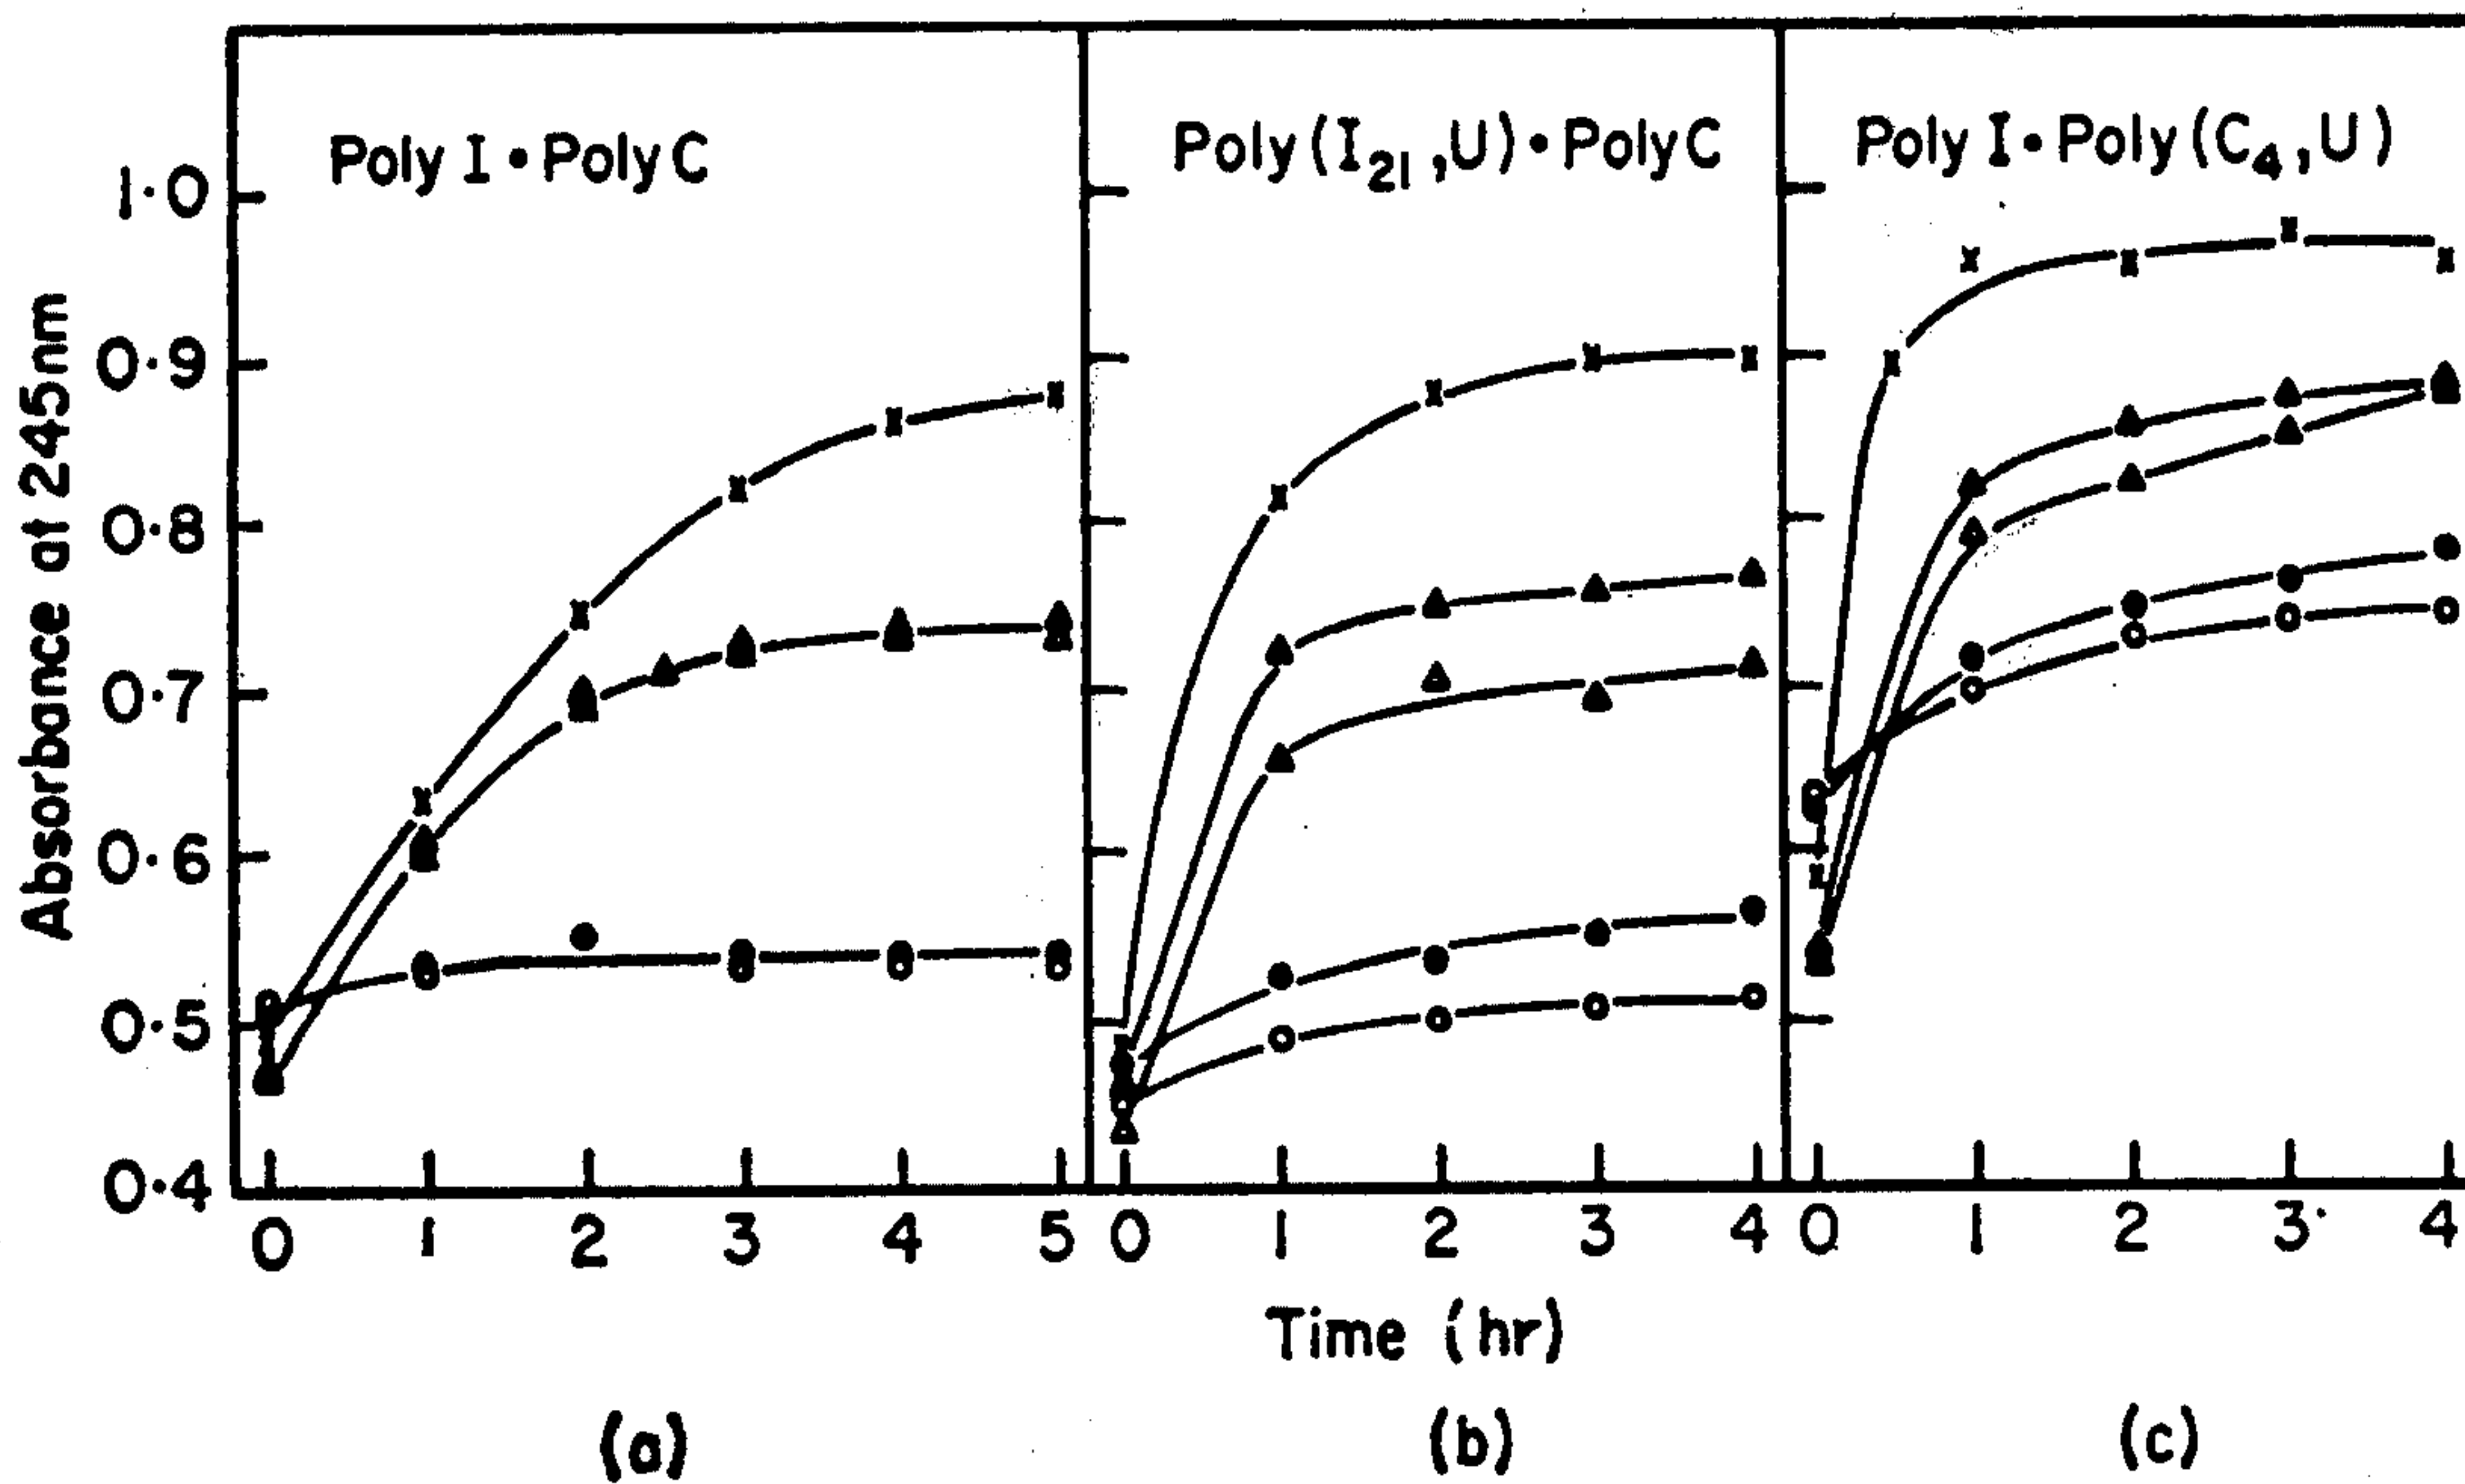 Poly I•Poly C
Poly(I₂₁,U)•PolyC
Poly I•Poly(C₄,U)
Absorbance at 245nm
1·0
0·9
0·8
0·7
0·6
0·5
0·4
0 1 2 3 4 5
0 1 2 3 4
0 1 2 3 4
Time (hr)
(a)
(b)
(c)